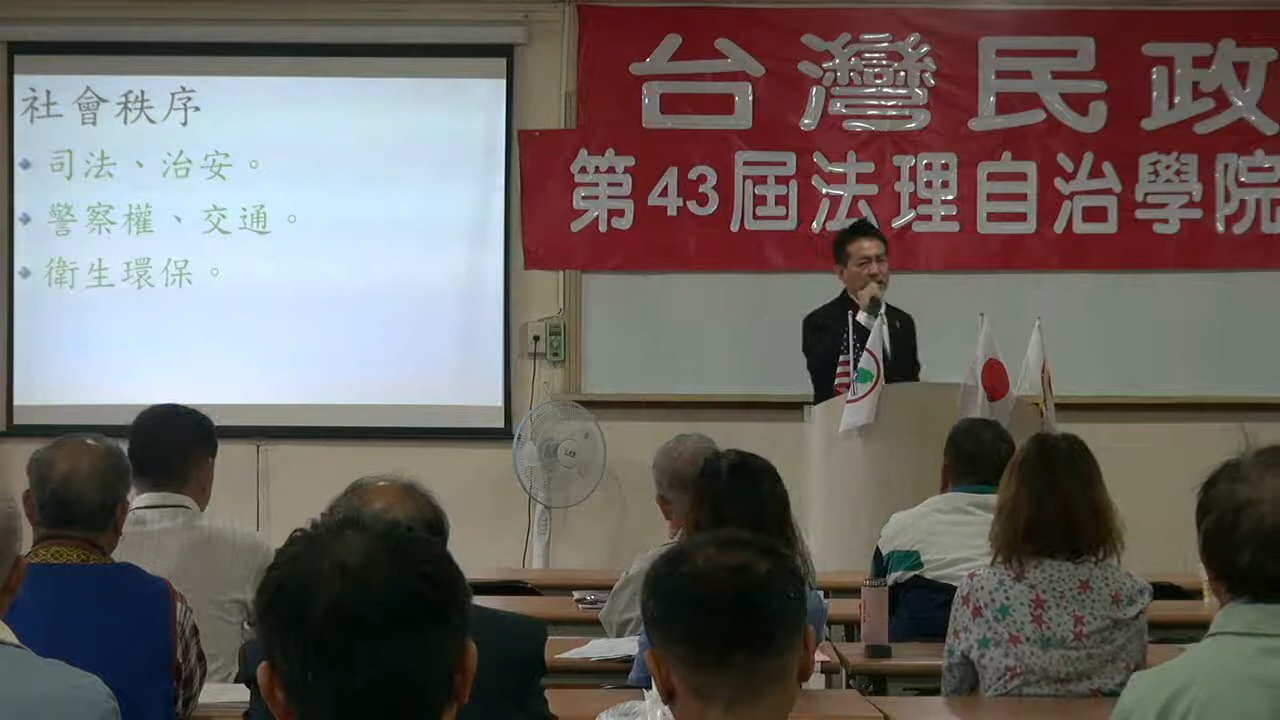 社會秩序
司法、治安。
警察權、交通。
衛生環保。
台灣民政
第43屆法理自治學院